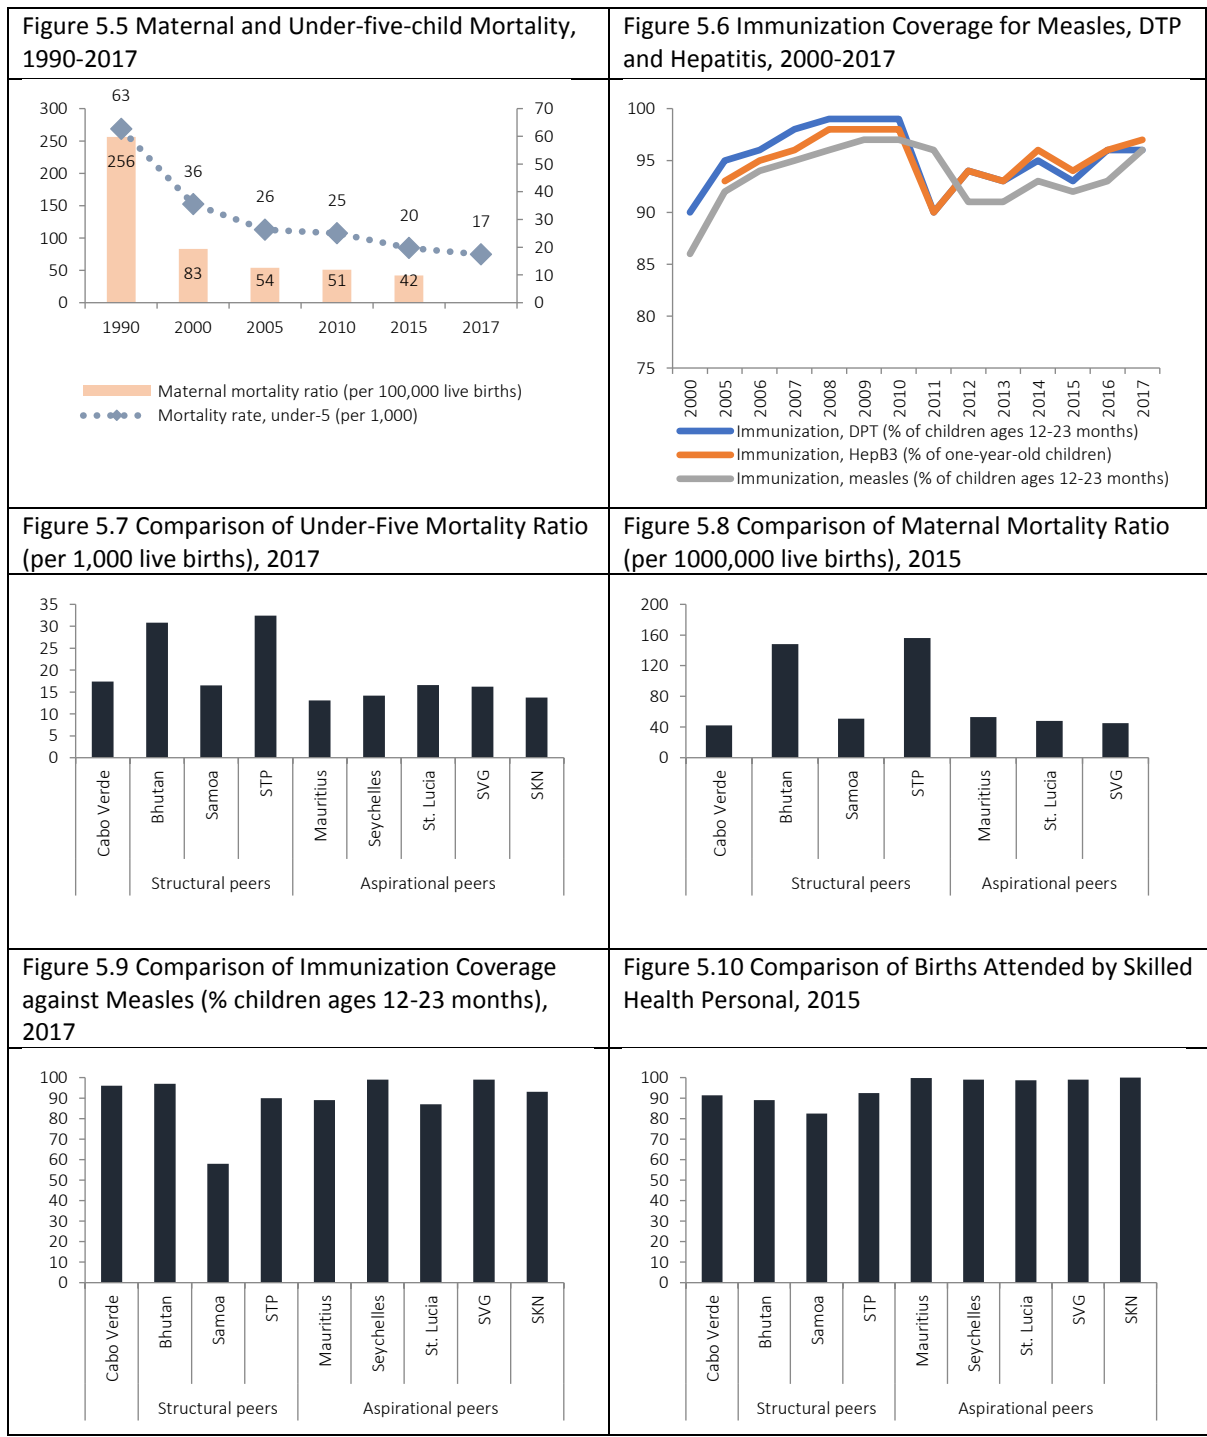 Figure 5.5 Maternal and Under-five-child Mortality,
1990-2017
63
300
250
200
150
100
50
0
70
60
50
40
30
20
10
0
256
36
26
25
20
17
83
54
51
42
1990 2000 2005 2010 2015 2017
Maternal mortality ratio (per 100,000 live births)
Mortality rate, under-5 (per 1,000)
Figure 5.6 Immunization Coverage for Measles, DTP
and Hepatitis, 2000-2017
100
95
90
85
80
75
2000
2005
2006
2007
2008
2009
2010
2011
2012
2013
2014
2015
2016
2017
Immunization, DPT (% of children ages 12-23 months)
Immunization, HepB3 (% of one-year-old children)
Immunization, measles (% of children ages 12-23 months)
Figure 5.7 Comparison of Under-Five Mortality Ratio
(per 1,000 live births), 2017
35
30
25
20
15
10
5
0
Cabo Verde
Bhutan
Samoa
STP
Mauritius
Seychelles
St. Lucia
SVG
SKN
Structural peers
Aspirational peers
Figure 5.8 Comparison of Maternal Mortality Ratio
(per 1000,000 live births), 2015
200
160
120
80
40
0
Cabo Verde
Bhutan
Samoa
STP
Mauritius
St. Lucia
SVG
Structural peers
Aspirational peers
Figure 5.9 Comparison of Immunization Coverage
against Measles (% children ages 12-23 months),
2017
100
90
80
70
60
50
40
30
20
10
0
Cabo Verde
Bhutan
Samoa
STP
Mauritius
Seychelles
St. Lucia
SVG
SKN
Structural peers
Aspirational peers
Figure 5.10 Comparison of Births Attended by Skilled
Health Personal, 2015
100
90
80
70
60
50
40
30
20
10
0
Cabo Verde
Bhutan
Samoa
STP
Mauritius
Seychelles
St. Lucia
SVG
SKN
Structural peers
Aspirational peers